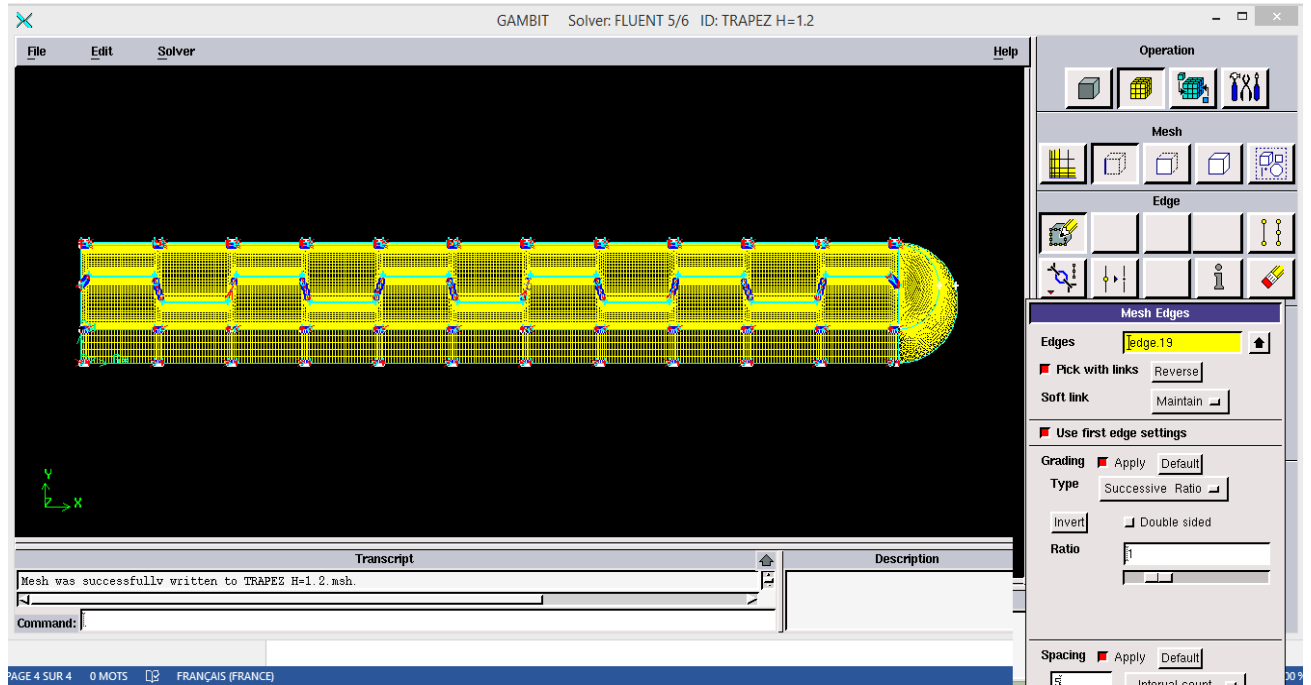 GAMBIT Solver: FLUENT 5/6 ID: TRAPEZ H=1.2
File Edit Solver Help
Operation
Mesh
Edge
Mesh Edges
Edges edge.19
Pick with links Reverse
Soft link Maintain
Use first edge settings
Grading Apply Default
Type Successive Ratio
Invert Double sided
Ratio 1
Spacing Apply Default
5 Interval count
Y
Z X
Transcript Description
Mesh was successfully written to TRAPEZ H=1.2.msh.
Command:
PAGE 4 SUR 4 0 MOTS FRANÇAIS (FRANCE)